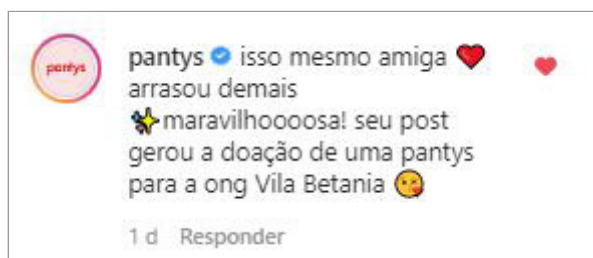 pantys
pantys isso mesmo amiga ❤️
arrasou demais
✨maravilhoooosa! seu post
gerou a doação de uma pantys
para a ong Vila Betania 😘
1 d Responder